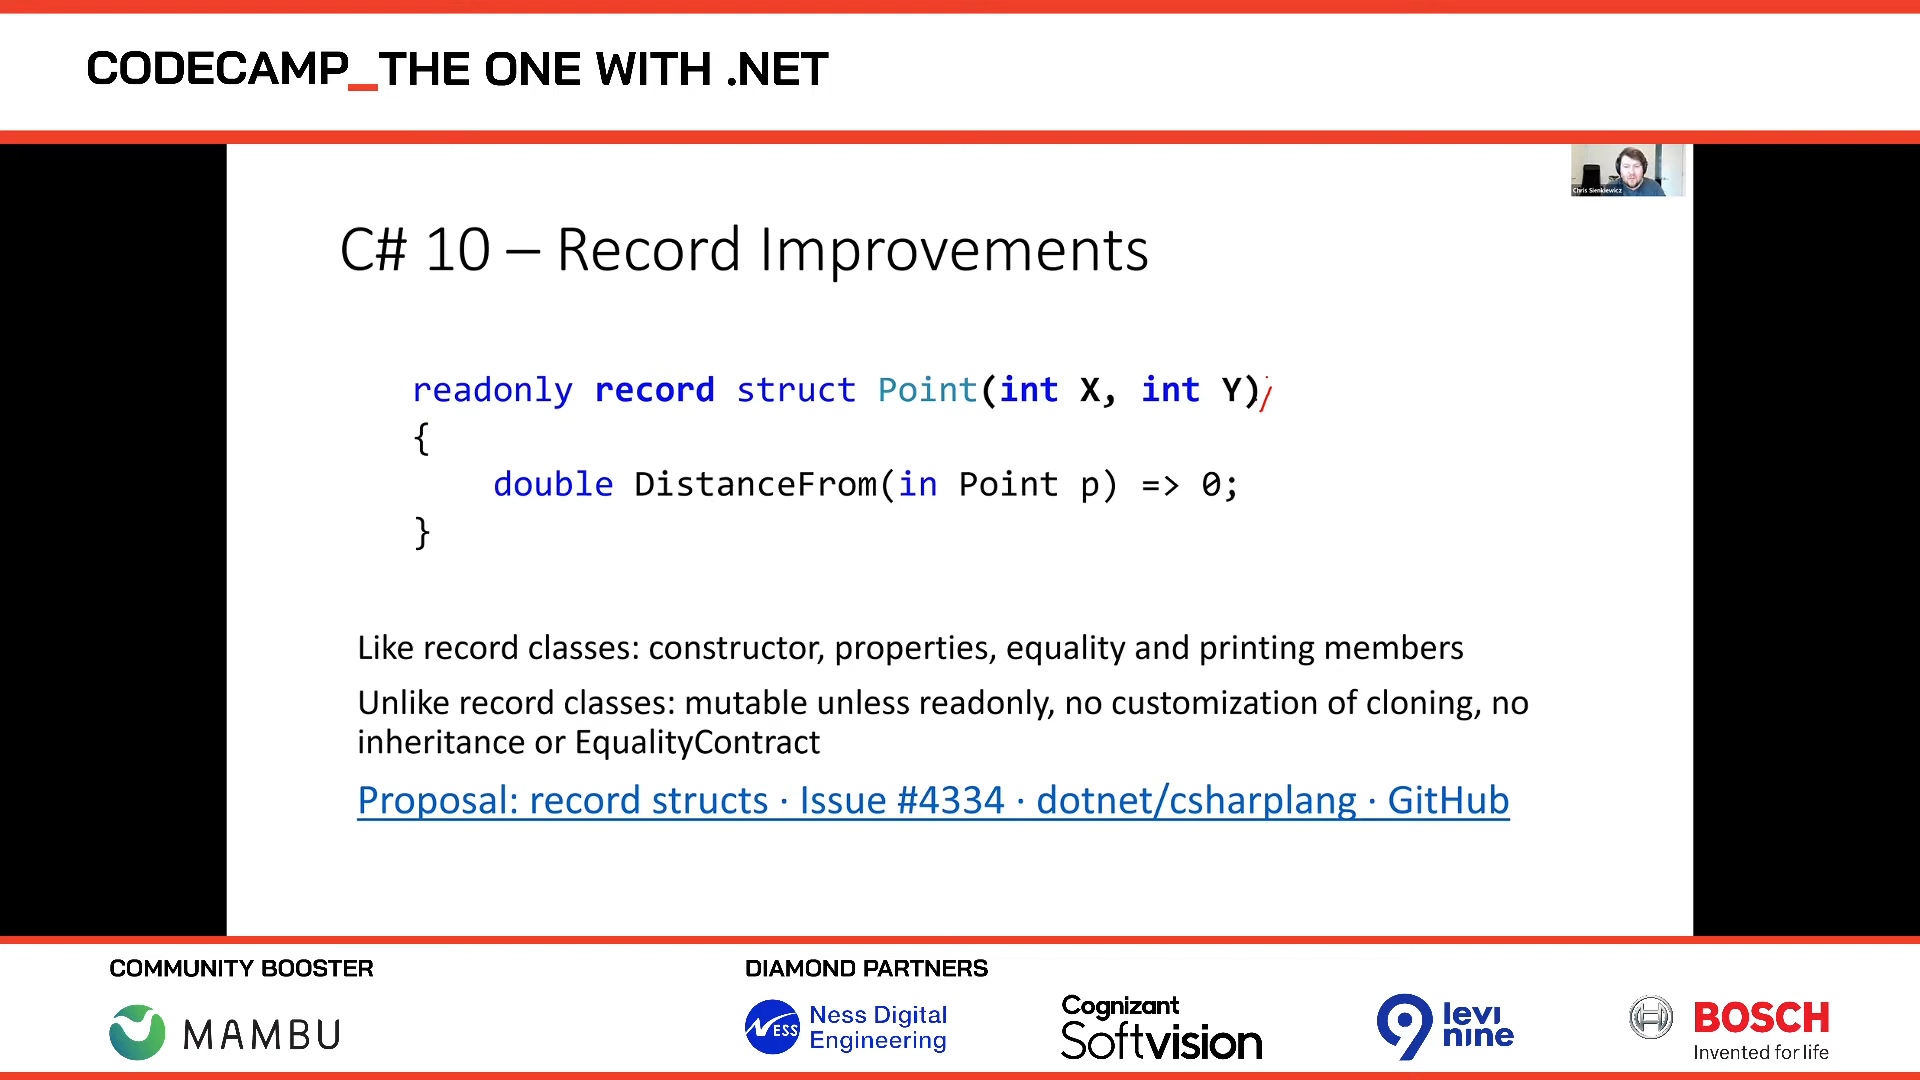 CODECAMP_THE ONE WITH .NET
Chris Sienkiewicz
C# 10 – Record Improvements
readonly record struct Point(int X, int Y);
{
double DistanceFrom(in Point p) => 0;
}
Like record classes: constructor, properties, equality and printing members
Unlike record classes: mutable unless readonly, no customization of cloning, no
inheritance or EqualityContract
Proposal: record structs · Issue #4334 · dotnet/csharplang · GitHub
COMMUNITY BOOSTER
DIAMOND PARTNERS
MAMBU
NESS
Ness Digital
Engineering
Cognizant
Softvision
levi
nine
BOSCH
Invented for life